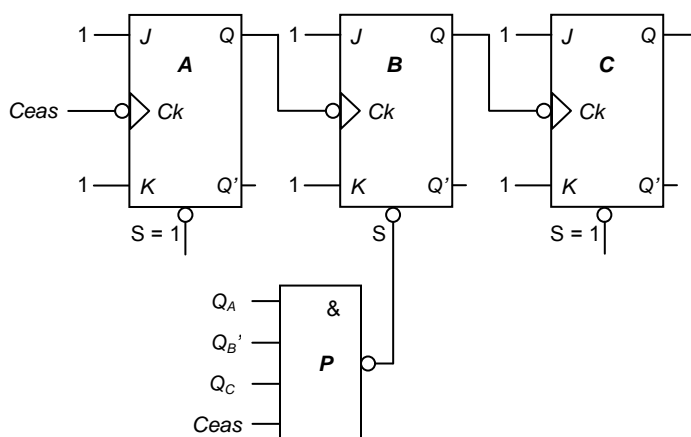 1 J Q 1 J Q 1 J Q
A B C
Ceas Ck Ck Ck
1 K Q' 1 K Q' 1 K Q'
S = 1 S S = 1
Q_A &
Q_B'
P
Q_C
Ceas